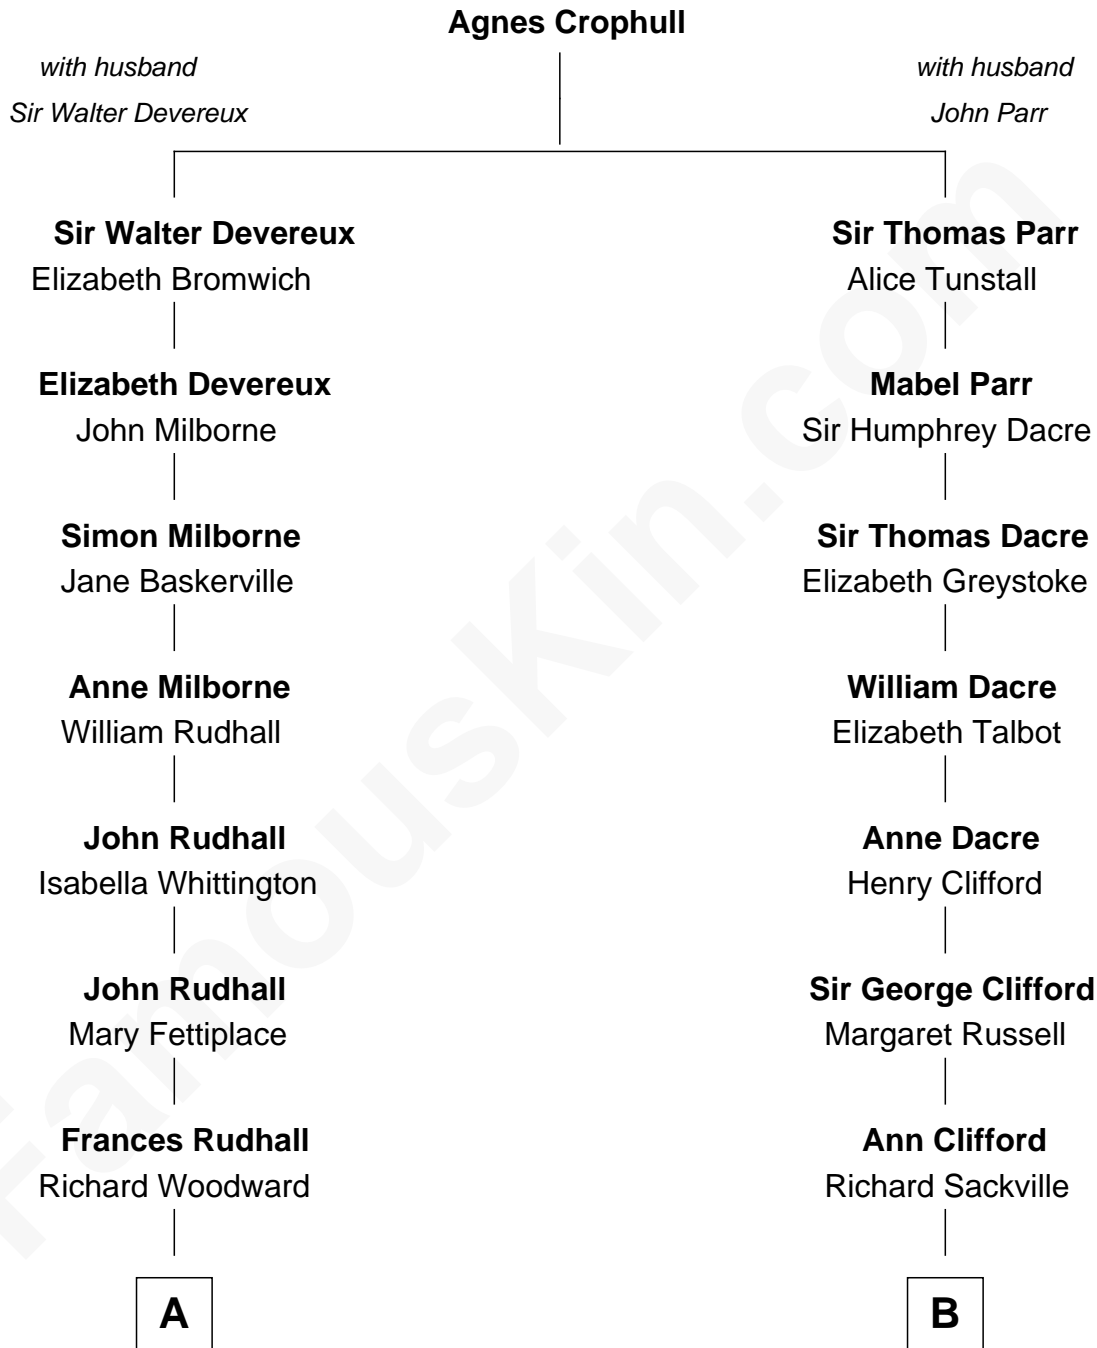 Agnes Crophull
with husband
Sir Walter Devereux
with husband
John Parr
Sir Walter Devereux
Elizabeth Bromwich
Elizabeth Devereux
John Milborne
Simon Milborne
Jane Baskerville
Anne Milborne
William Rudhall
John Rudhall
Isabella Whittington
John Rudhall
Mary Fettiplace
Frances Rudhall
Richard Woodward
A
Sir Thomas Parr
Alice Tunstall
Mabel Parr
Sir Humphrey Dacre
Sir Thomas Dacre
Elizabeth Greystoke
William Dacre
Elizabeth Talbot
Anne Dacre
Henry Clifford
Sir George Clifford
Margaret Russell
Ann Clifford
Richard Sackville
B
FamousKin.com